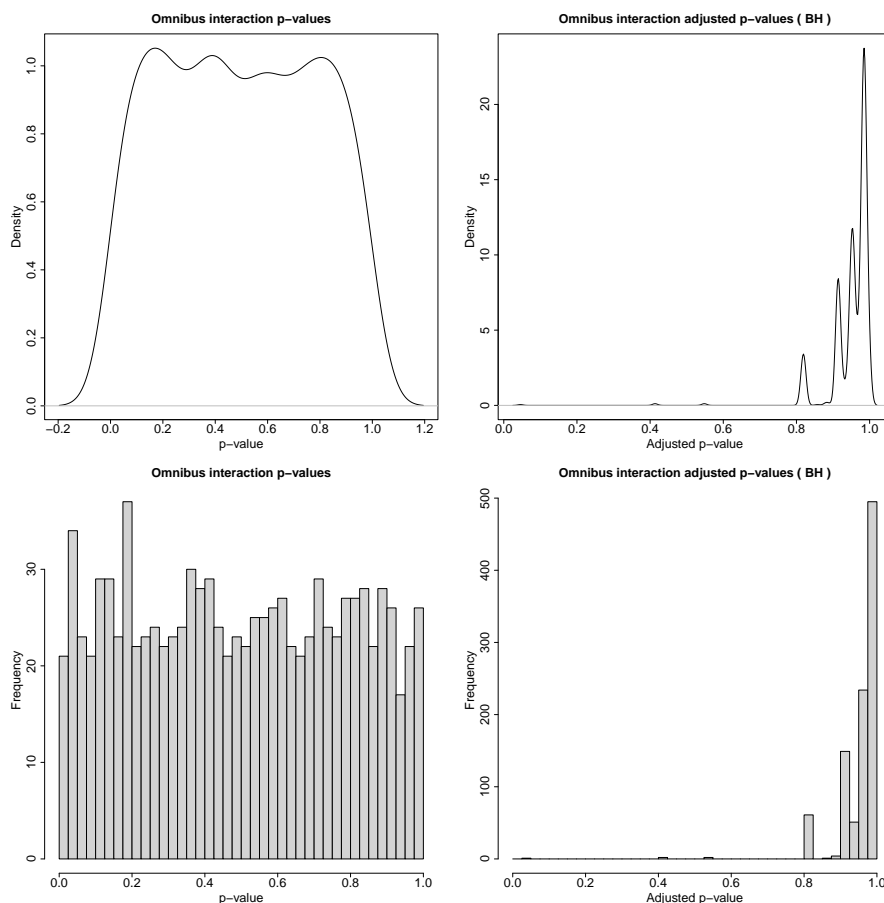 Omnibus interaction p−values
Density
0.0 0.2 0.4 0.6 0.8 1.0
−0.2 0.0 0.2 0.4 0.6 0.8 1.0 1.2
p−value
Omnibus interaction adjusted p−values ( BH )
Density
0 5 10 15 20
0.0 0.2 0.4 0.6 0.8 1.0
Adjusted p−value
Omnibus interaction p−values
Frequency
0 10 20 30
0.0 0.2 0.4 0.6 0.8 1.0
p−value
Omnibus interaction adjusted p−values ( BH )
Frequency
0 100 200 300 400 500
0.0 0.2 0.4 0.6 0.8 1.0
Adjusted p−value